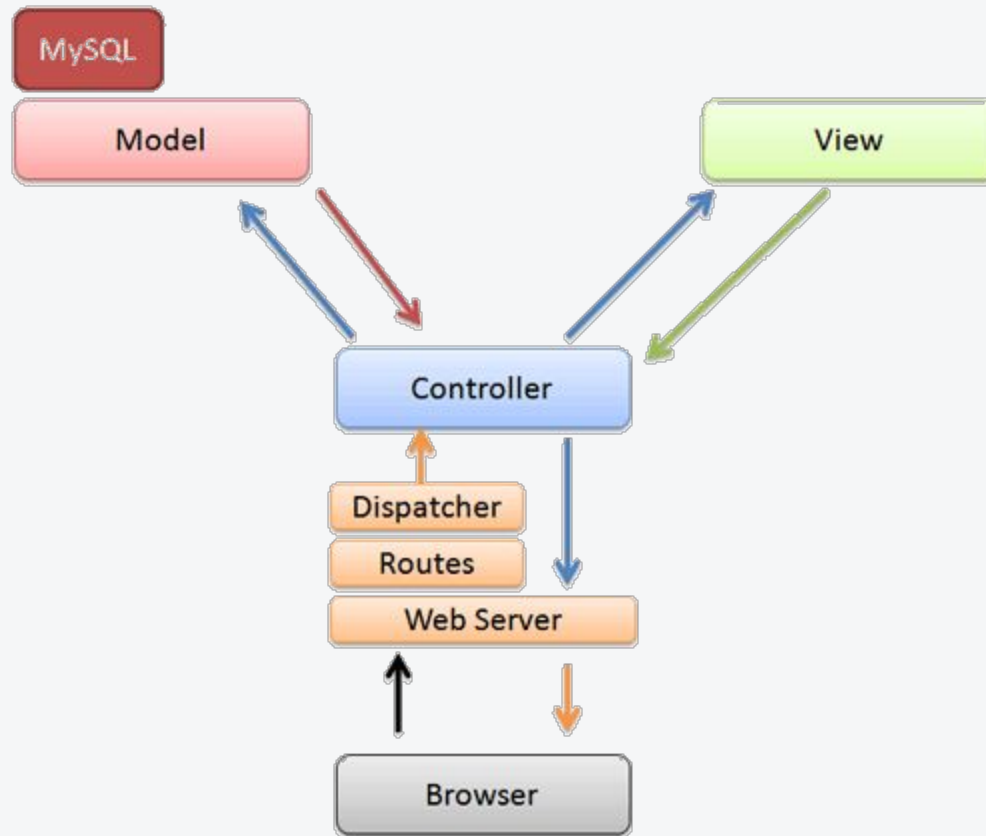 MySQL
Model
View
Controller
Dispatcher
Routes
Web Server
Browser